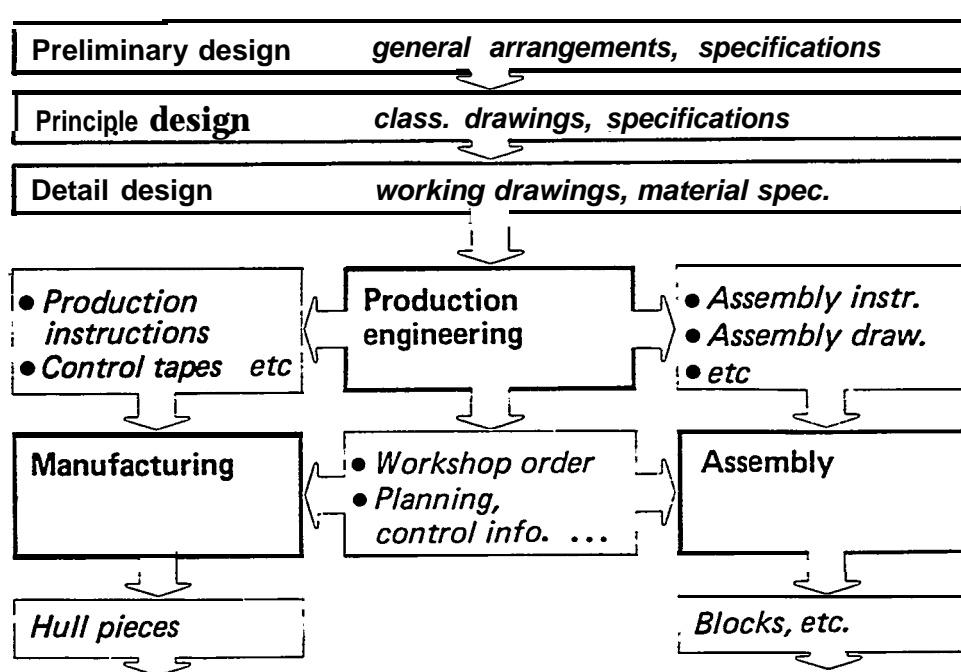 Preliminary design general arrangements, specifications
Principle design class. drawings, specifications
Detail design working drawings, material spec.
• Production
instructions
• Control tapes etc
Production
engineering
• Assembly instr.
• Assembly draw.
• etc
Manufacturing
• Workshop order
• Planning,
control info. ...
Assembly
Hull pieces
Blocks, etc.